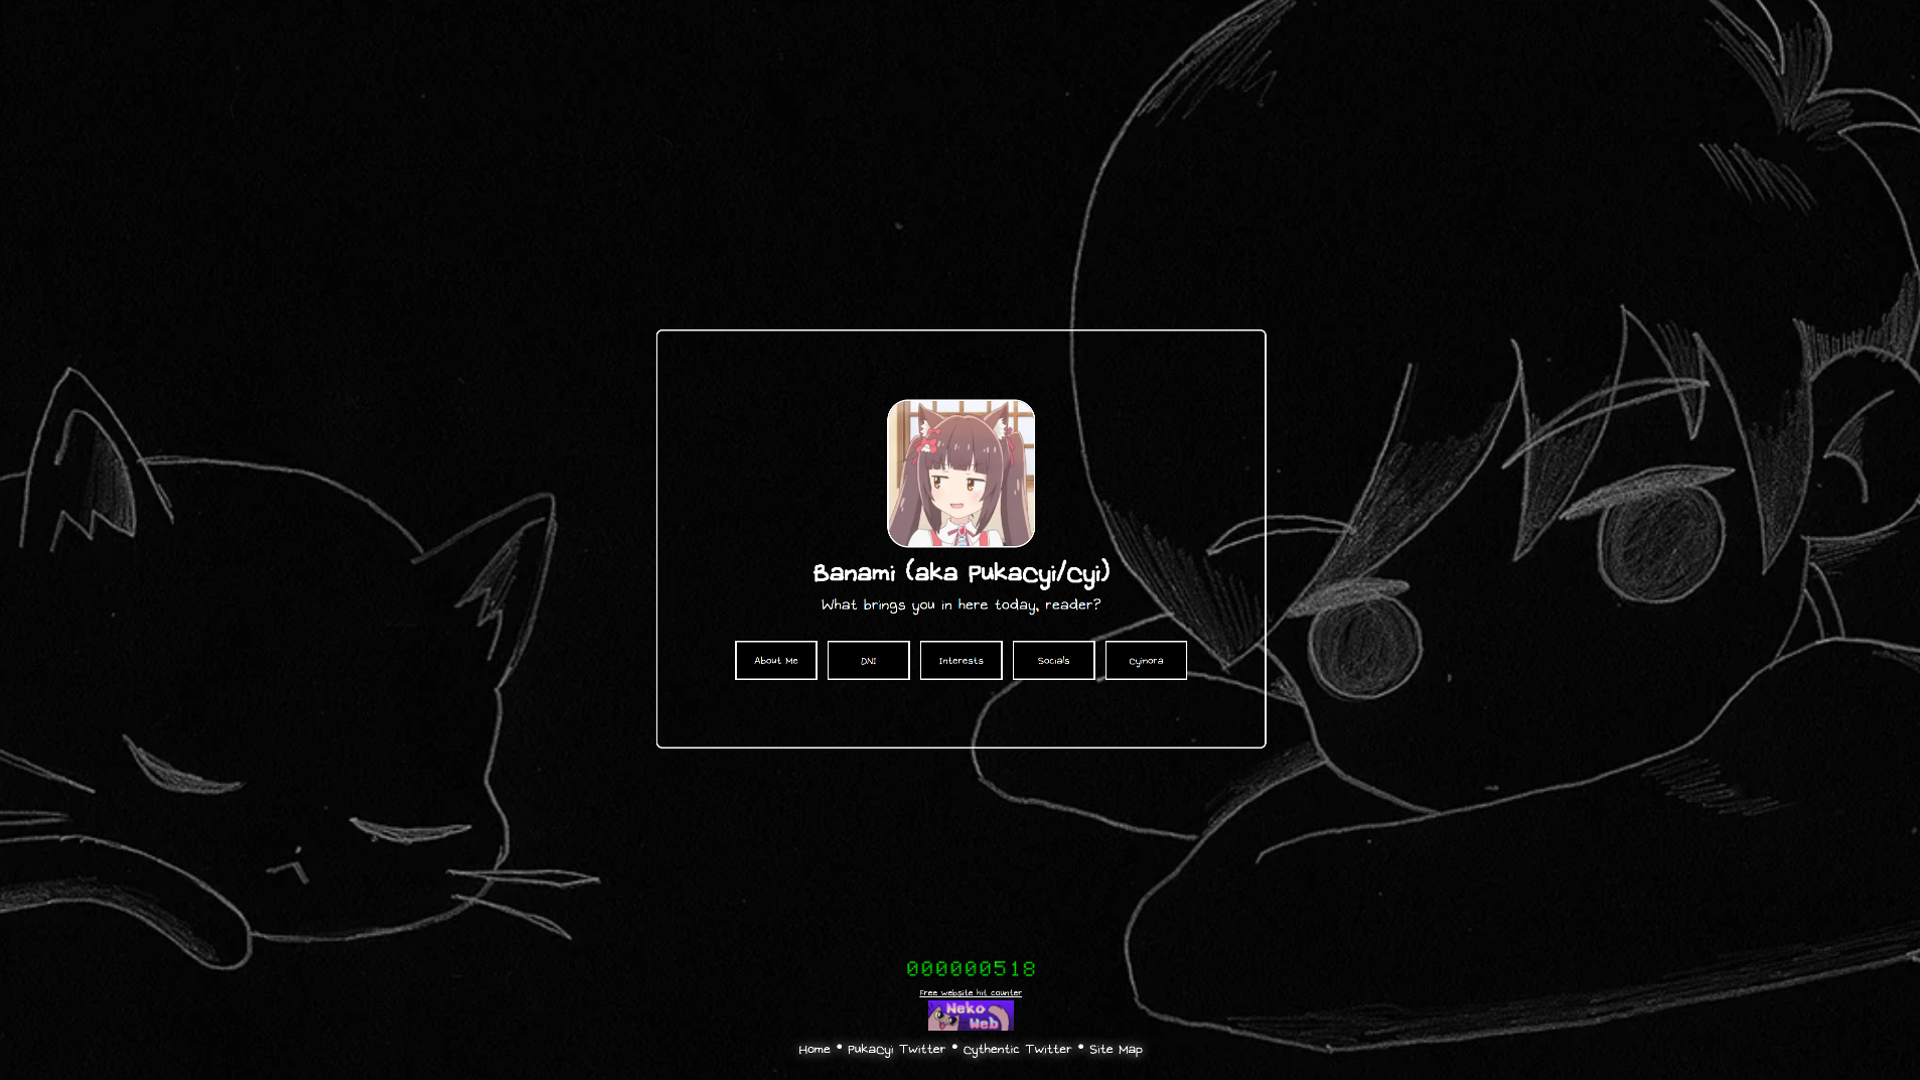 Banami (aka PukaCyi/Cyi)
What brings you in here today, reader?
About Me
DNI
Interests
Socials
Cyinora
000000518
Free website hit counter
Neko
Web
Home • PukaCyi Twitter • Cythentic Twitter • Site Map